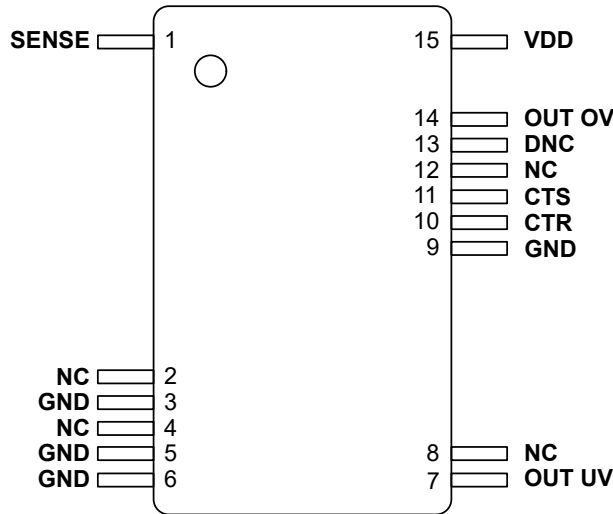 SENSE 1 15 VDD
14 OUT OV
13 DNC
12 NC
11 CTS
10 CTR
9 GND
NC 2
GND 3
NC 4
GND 5 8 NC
GND 6 7 OUT UV